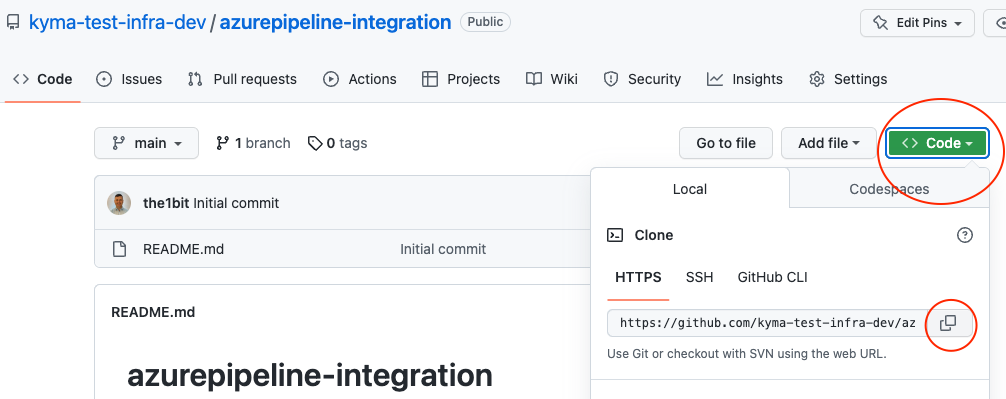 kyma-test-infra-dev / azurepipeline-integration Public Edit Pins
Code Issues Pull requests Actions Projects Wiki Security Insights Settings
main 1 branch 0 tags Go to file Add file Code
Local Codespaces
the1bit Initial commit
Clone
README.md Initial commit
HTTPS SSH GitHub CLI
README.md
https://github.com/kyma-test-infra-dev/az
Use Git or checkout with SVN using the web URL.
azurepipeline-integration